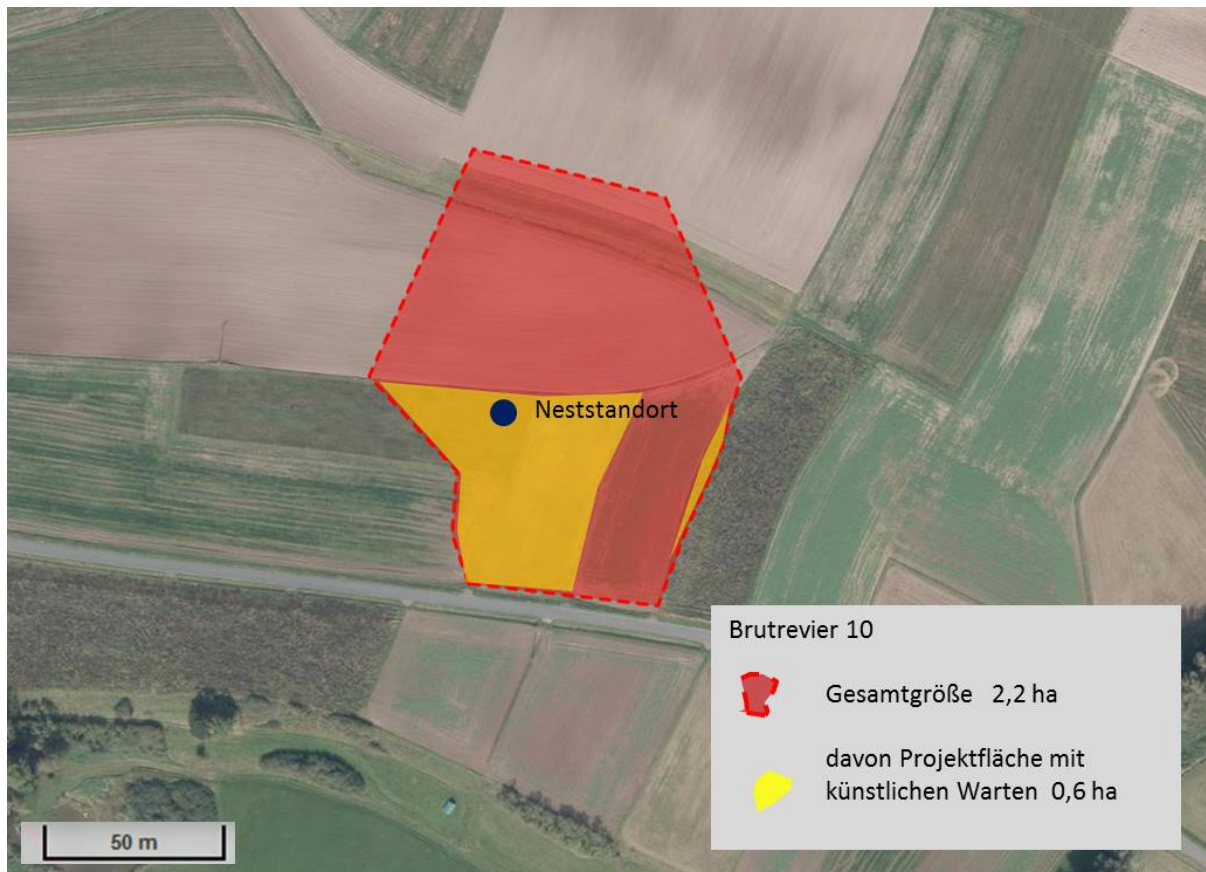 Neststandort
Brutrevier 10
Gesamtgröße 2,2 ha
davon Projektfläche mit
künstlichen Warten 0,6 ha
50 m